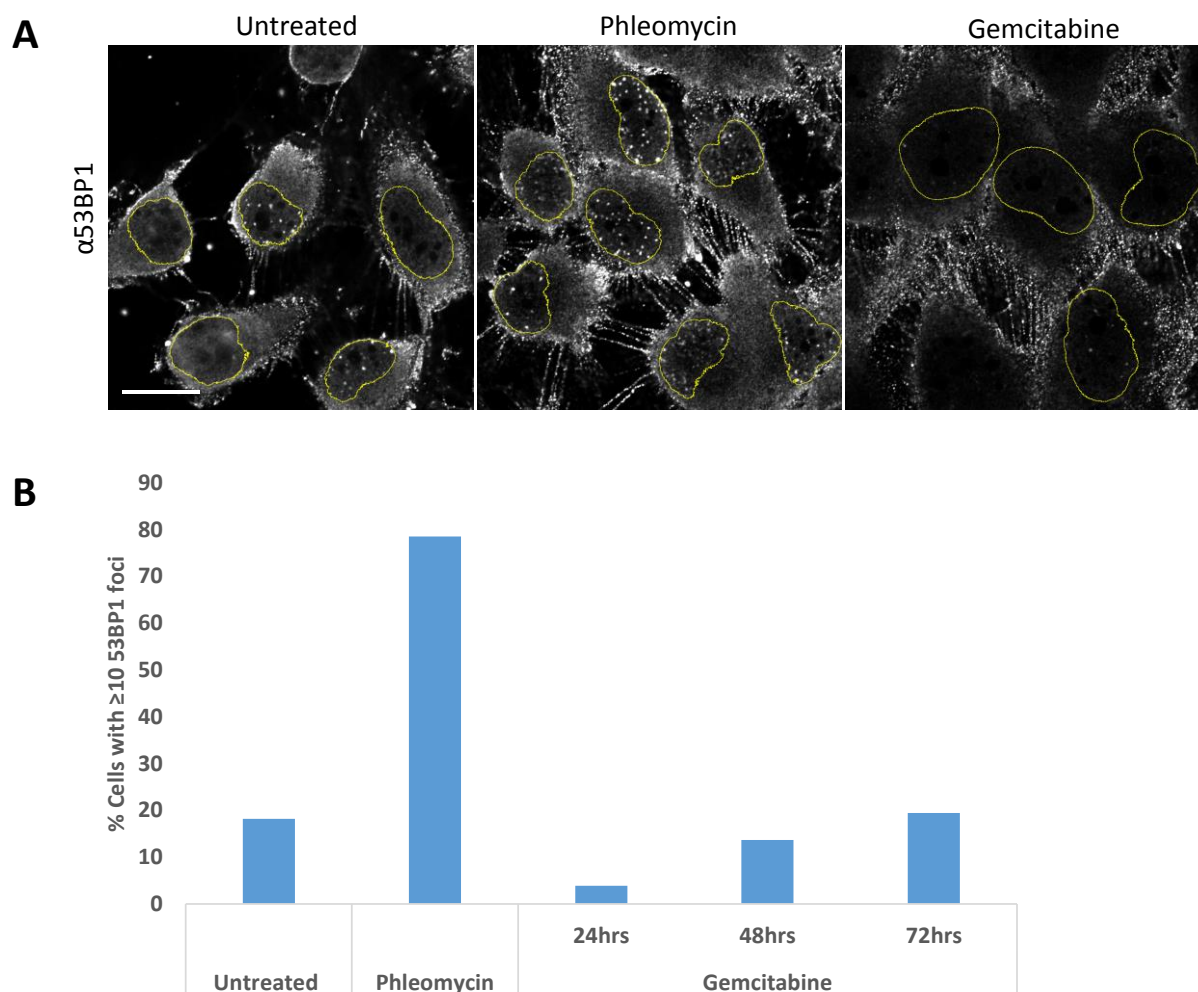 A
Untreated
Phleomycin
Gemcitabine
α53BP1
B
% Cells with ≥10 53BP1 foci
90
80
70
60
50
40
30
20
10
0
24hrs
48hrs
72hrs
Untreated
Phleomycin
Gemcitabine